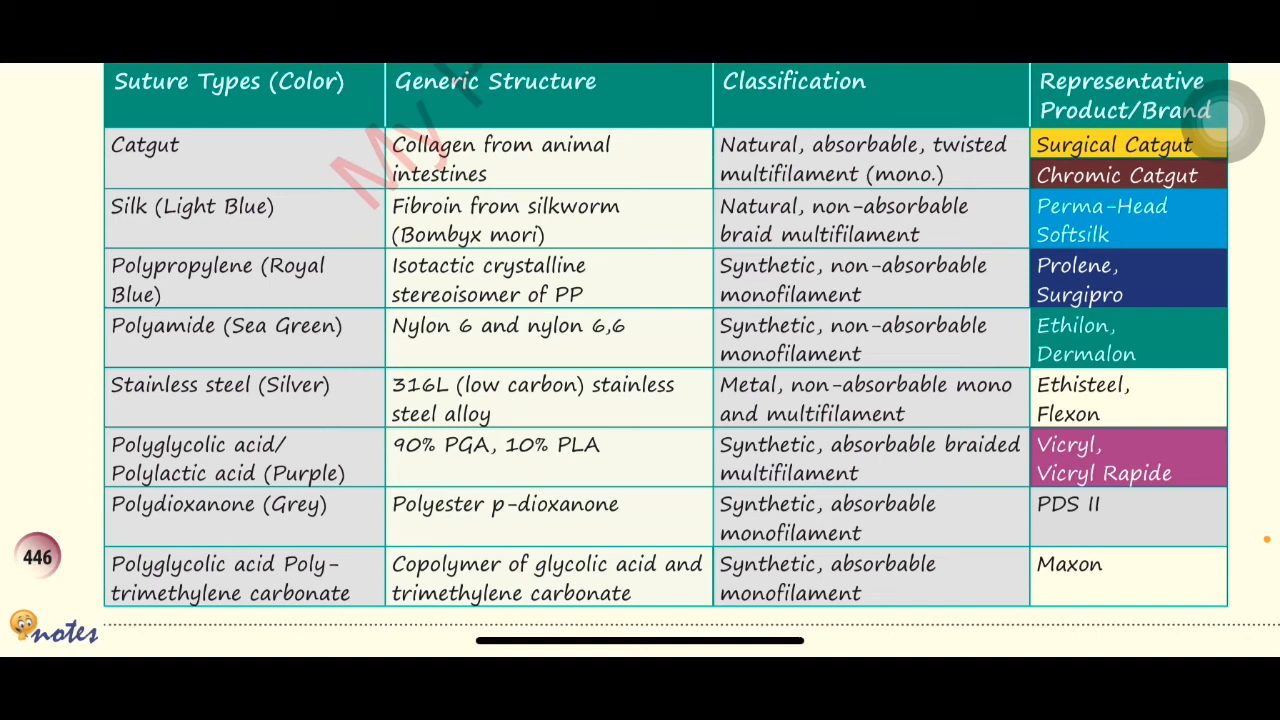 Suture Types (Color) Generic Structure Classification Representative
Product/Brand
Catgut Collagen from animal Natural, absorbable, twisted Surgical Catgut
intestines multifilament (mono.) Chromic Catgut
Silk (Light Blue) Fibroin from silkworm Natural, non-absorbable Perma-Head
(Bombyx mori) braid multifilament Softsilk
Polypropylene (Royal Isotactic crystalline Synthetic, non-absorbable Prolene,
Blue) stereoisomer of PP monofilament Surgipro
Polyamide (Sea Green) Nylon 6 and nylon 6,6 Synthetic, non-absorbable Ethilon,
monofilament Dermalon
Stainless steel (Silver) 316L (low carbon) stainless Metal, non-absorbable mono Ethisteel,
steel alloy and multifilament Flexon
Polyglycolic acid/ 90% PGA, 10% PLA Synthetic, absorbable braided Vicryl,
Polylactic acid (Purple) multifilament Vicryl Rapide
Polydioxanone (Grey) Polyester p-dioxanone Synthetic, absorbable PDS II
monofilament
Polyglycolic acid Poly- Copolymer of glycolic acid and Synthetic, absorbable Maxon
trimethylene carbonate trimethylene carbonate monofilament
My
446
notes